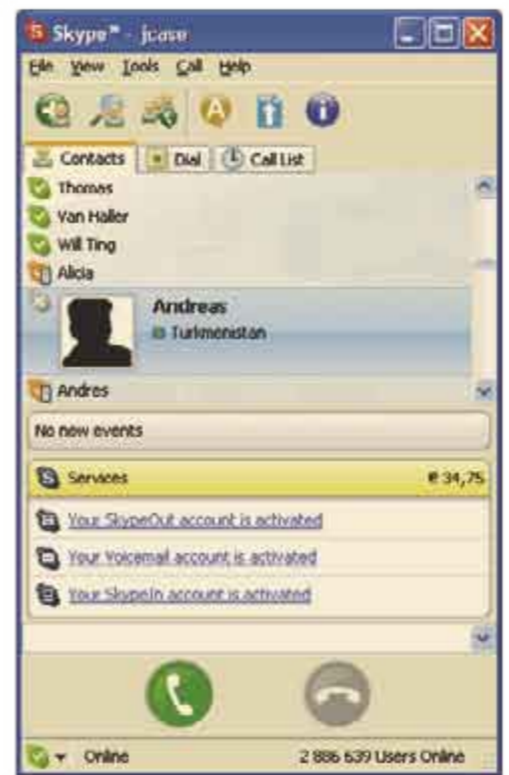 Skype™ - jcase
File View Tools Call Help
Contacts Dial Call List
Thomas
Van Haller
Will Ting
Alicia
Andreas
Turkmenistan
Andres
No new events
Services € 34,75
Your SkypeOut account is activated
Your Voicemail account is activated
Your SkypeIn account is activated
Online 2 886 639 Users Online